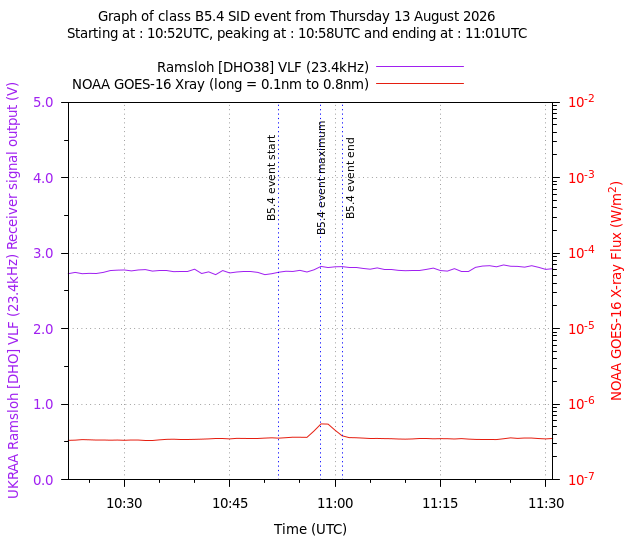 Graph of class B5.4 SID event from Thursday 13 August 2026
Starting at : 10:52UTC, peaking at : 10:58UTC and ending at : 11:01UTC
Ramsloh [DHO38] VLF (23.4kHz)
NOAA GOES-16 Xray (long = 0.1nm to 0.8nm)
UKRAA Ramsloh [DHO] VLF (23.4kHz) Receiver signal output (V)
5.0
4.0
3.0
2.0
1.0
0.0
B5.4 event start
B5.4 event maximum
B5.4 event end
10^-2
10^-3
10^-4
10^-5
10^-6
10^-7
NOAA GOES-16 X-ray Flux (W/m^2)
10:30 10:45 11:00 11:15 11:30
Time (UTC)